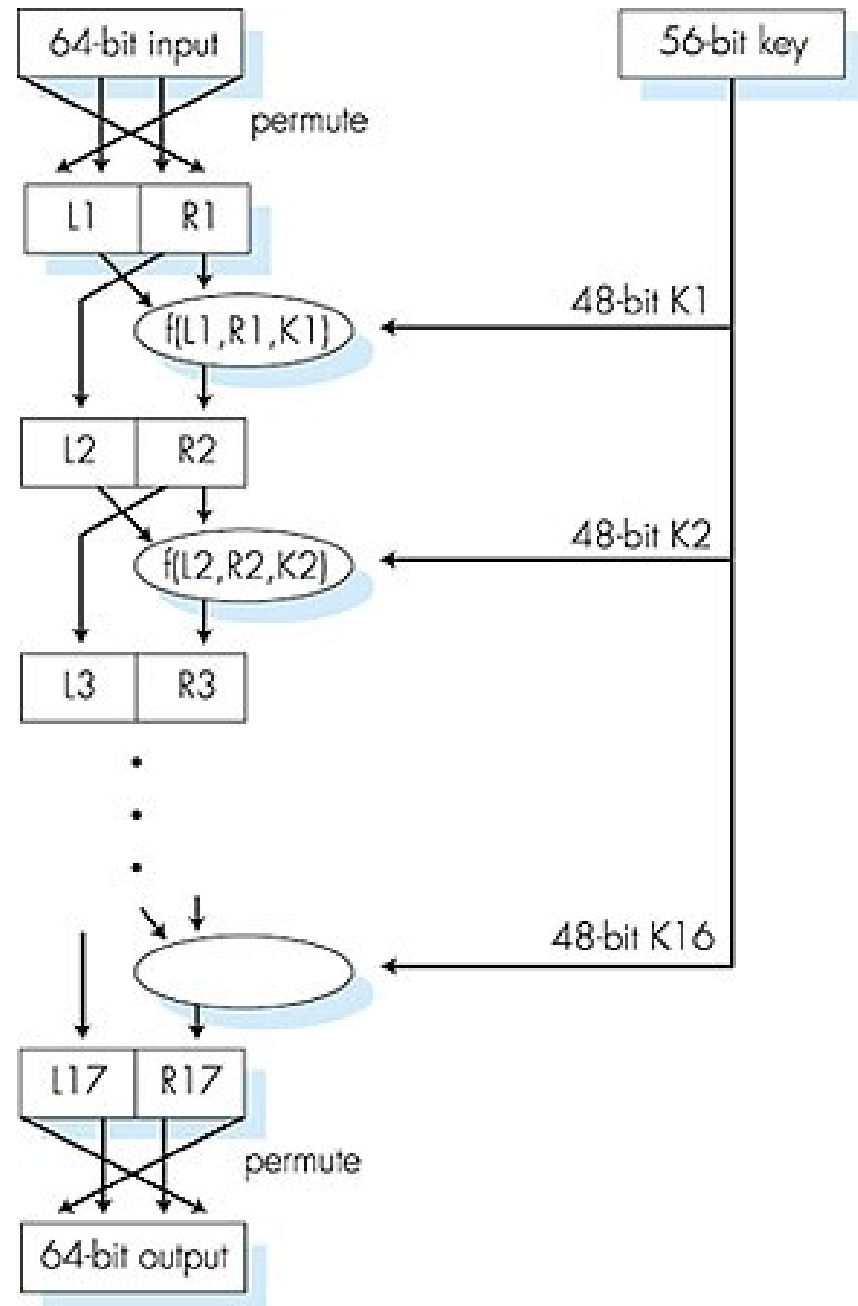 64-bit input
56-bit key
permute
L1
R1
48-bit K1
f(L1,R1,K1)
L2
R2
48-bit K2
f(L2,R2,K2)
L3
R3
48-bit K16
L17
R17
permute
64-bit output